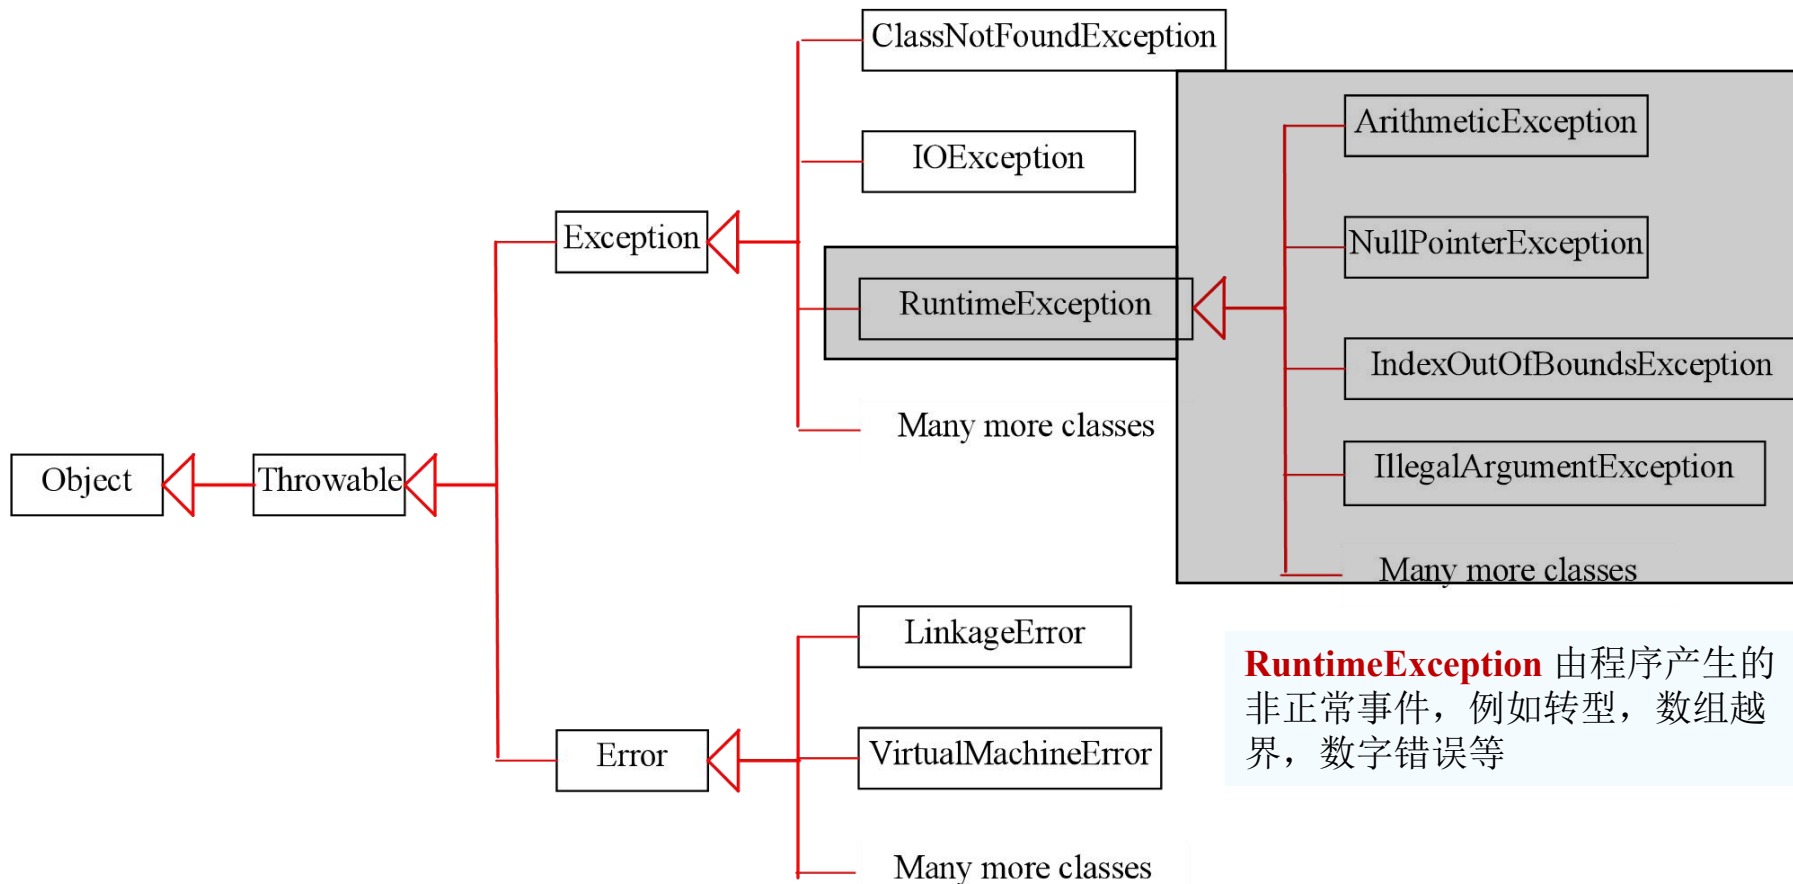 ClassNotFoundException
ArithmeticException
IOException
Exception
NullPointerException
RuntimeException
IndexOutOfBoundsException
Many more classes
Object
Throwable
IllegalArgumentException
Many more classes
LinkageError
RuntimeException 由程序产生的
非正常事件，例如转型，数组越
界，数字错误等
Error
VirtualMachineError
Many more classes